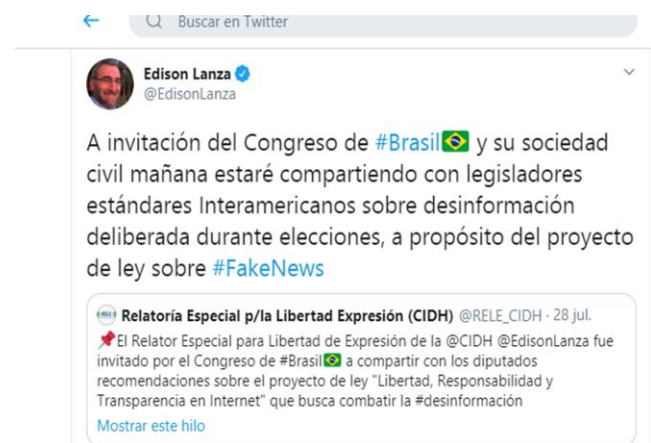 Buscar en Twitter
Edison Lanza
@EdisonLanza
A invitación del Congreso de #Brasil🇧🇷 y su sociedad
civil mañana estaré compartiendo con legisladores
estándares Interamericanos sobre desinformación
deliberada durante elecciones, a propósito del proyecto
de ley sobre #FakeNews
Relatoría Especial p/la Libertad Expresión (CIDH) @RELE_CIDH · 28 jul.
📌El Relator Especial para Libertad de Expresión de la @CIDH @EdisonLanza fue
invitado por el Congreso de #Brasil🇧🇷 a compartir con los diputados
recomendaciones sobre el proyecto de ley "Libertad, Responsabilidad y
Transparencia en Internet" que busca combatir la #desinformación
Mostrar este hilo